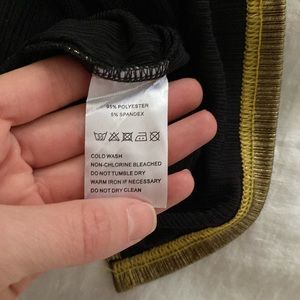 95% POLYESTER
5% SPANDEX
COLD WASH
NON-CHLORINE BLEACHED
DO NOT TUMBLE DRY
WARM IRON IF NECESSARY
DO NOT DRY CLEAN